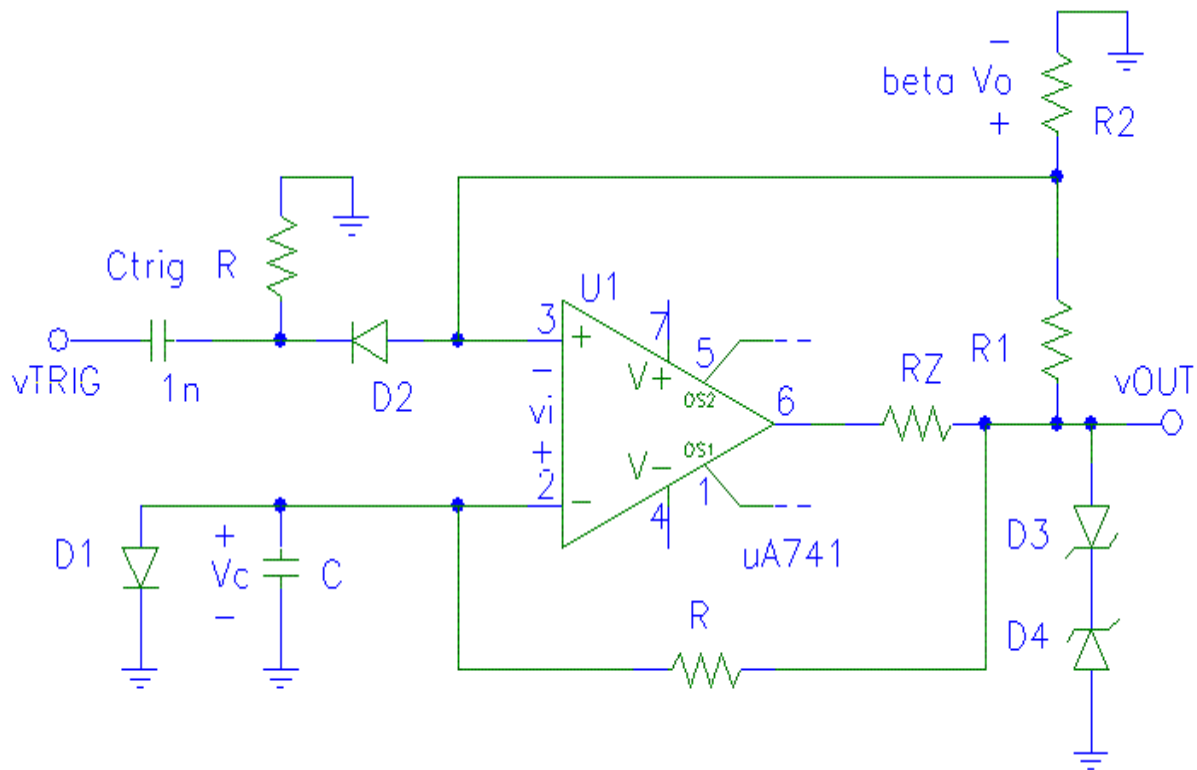 -
beta Vo
+
R2
Ctrig R
U1
3
7
5
+
-
V+
OS2
R1
vTRIG
1n
D2
vi
6
RZ
vOUT
+
V-
OS1
2
-
4
1
D1
+
Vc
-
C
uA741
D3
R
D4